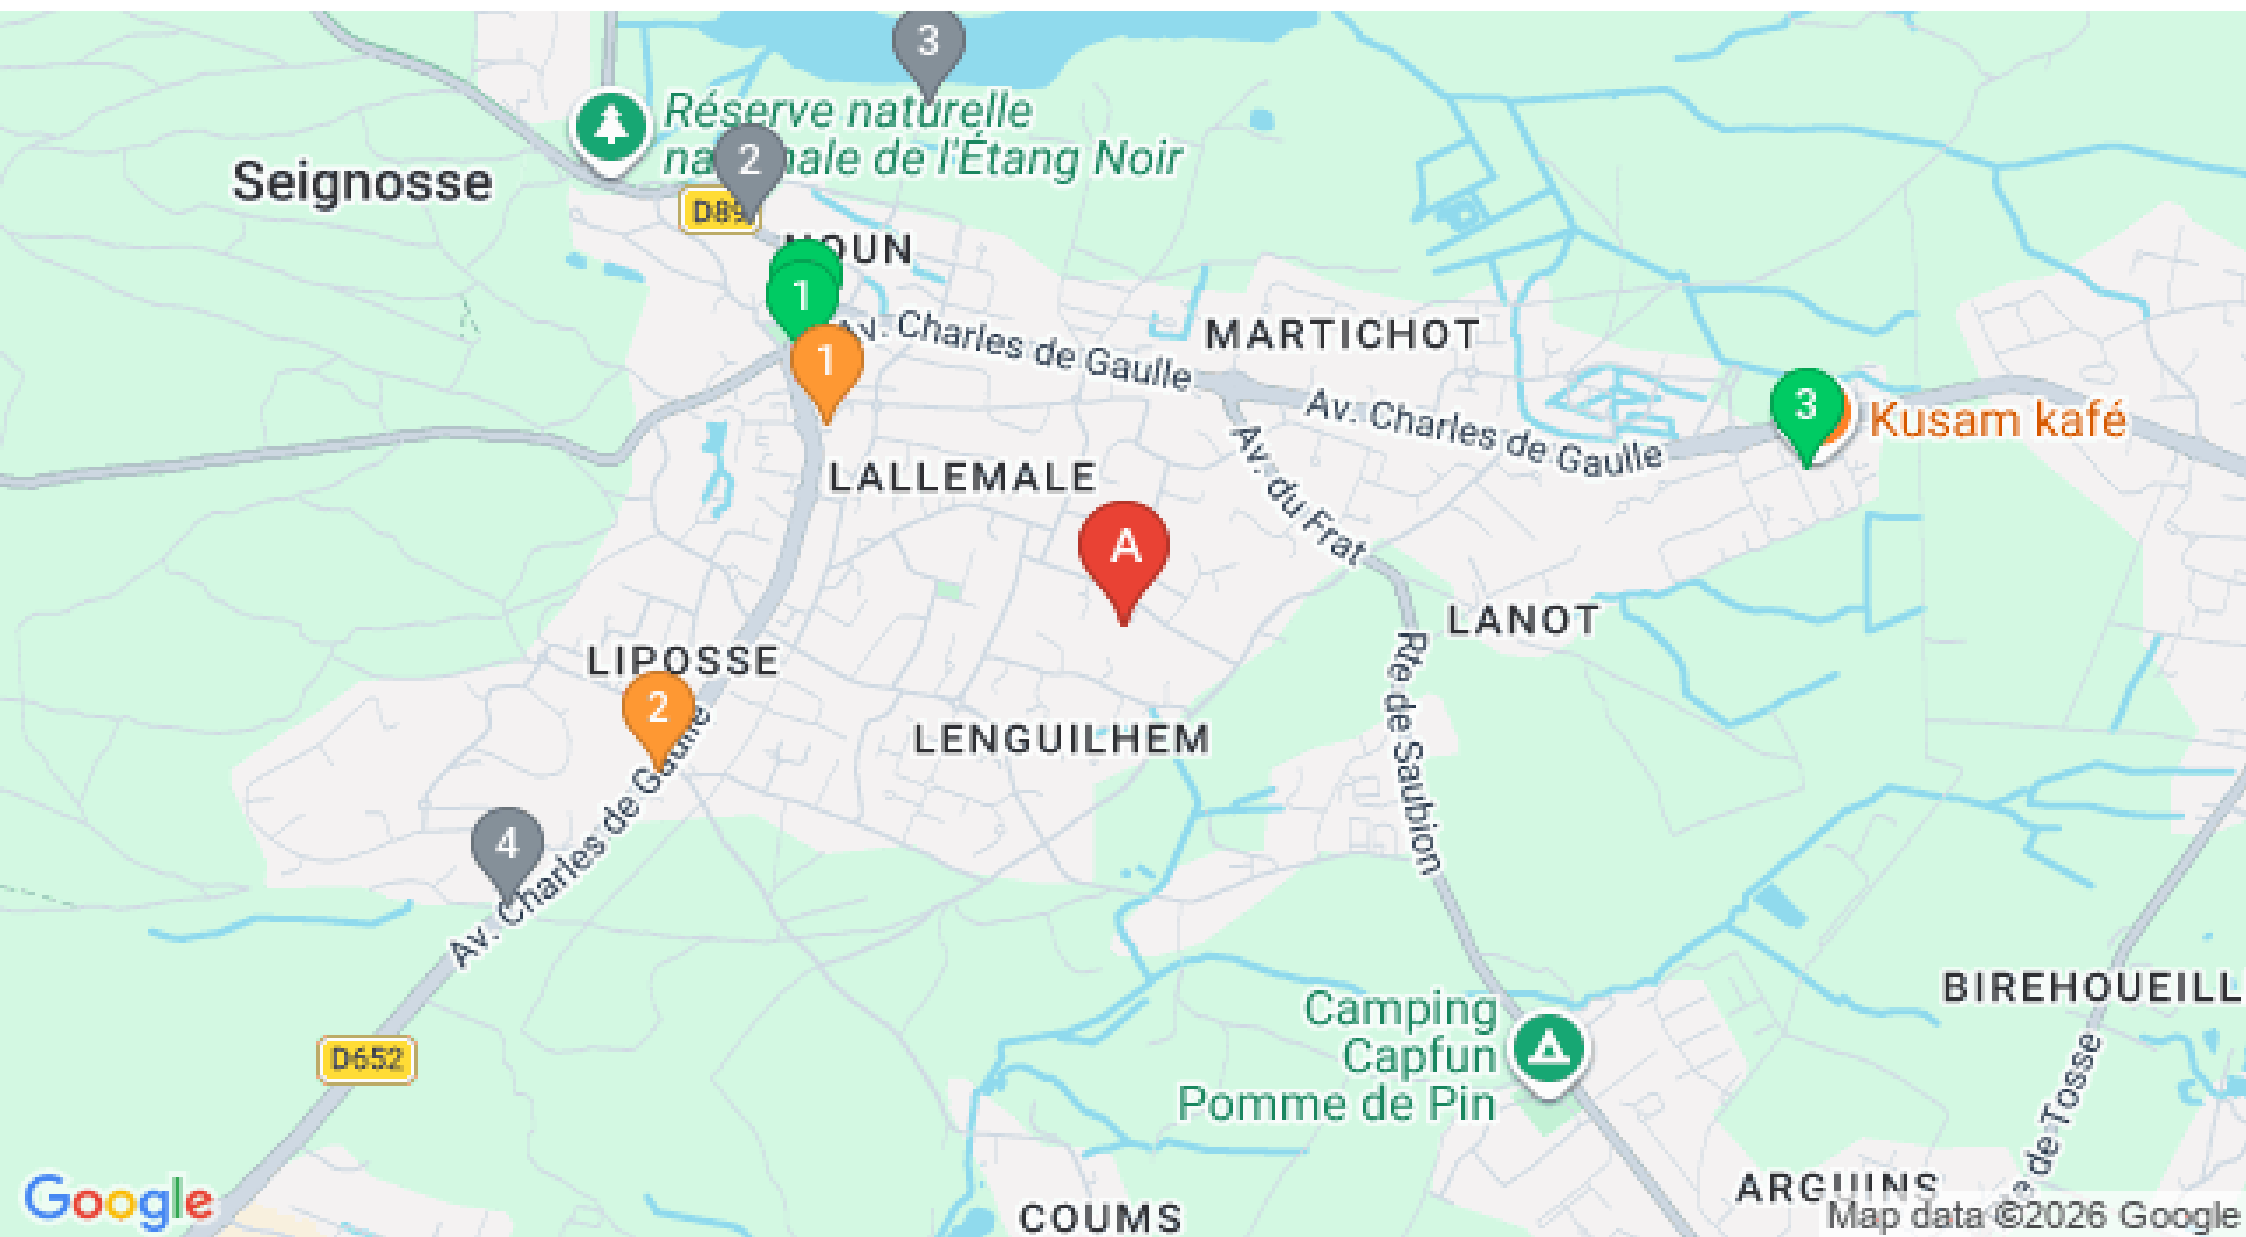 3
Réserve naturelle
nationale de l'Étang Noir
2
Seignosse
D89
NOUN
1
Av. Charles de Gaulle
1
MARTICHOT
Av. Charles de Gaulle
3
Kusam kafé
Av. du Frat
LALLEMALE
A
LANOT
LIPOSSE
Rte de Saubion
2
LENGUILHEM
4
Av. Charles de Gaulle
BIREHOUEILL
Camping
Capfun
Pomme de Pin
D652
de Tosse
ARGUINS
COUMS
Google
Map data ©2026 Google